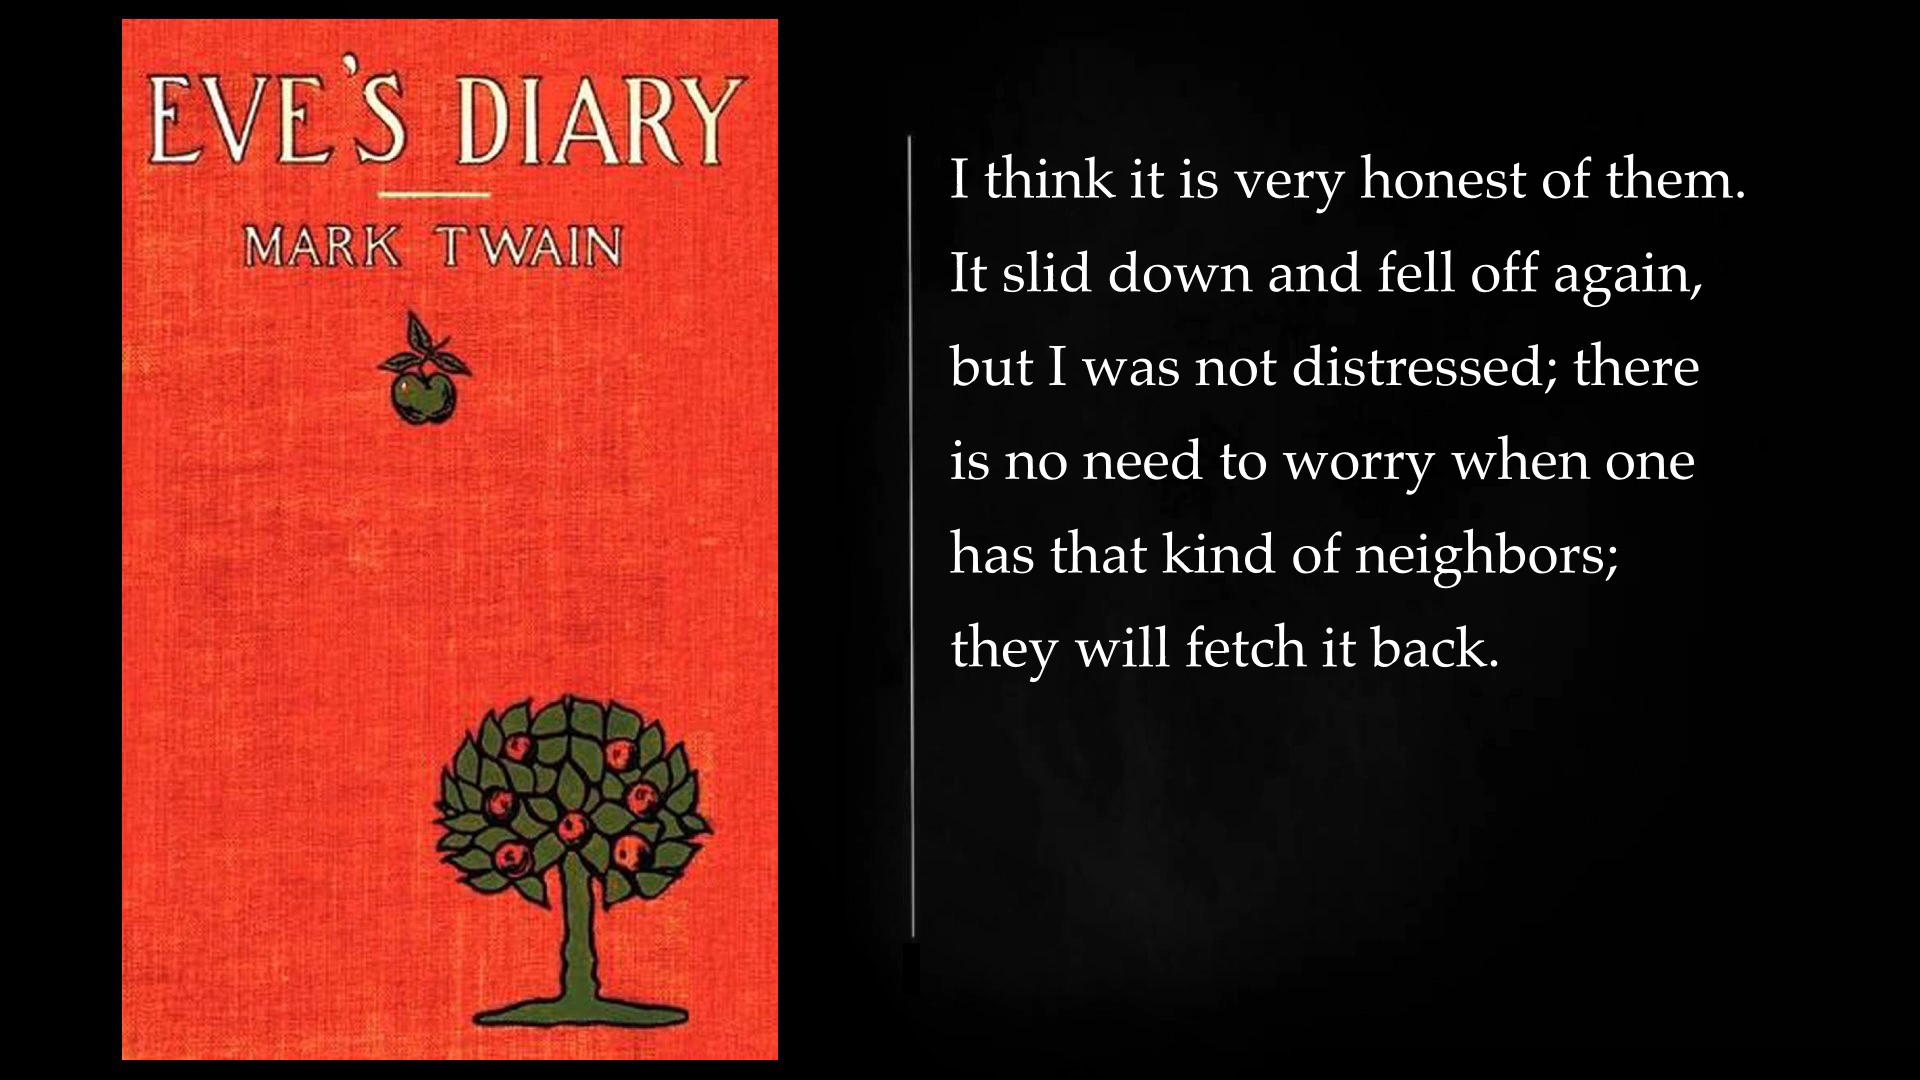 EVE'S DIARY
MARK TWAIN
I think it is very honest of them.
It slid down and fell off again,
but I was not distressed; there
is no need to worry when one
has that kind of neighbors;
they will fetch it back.